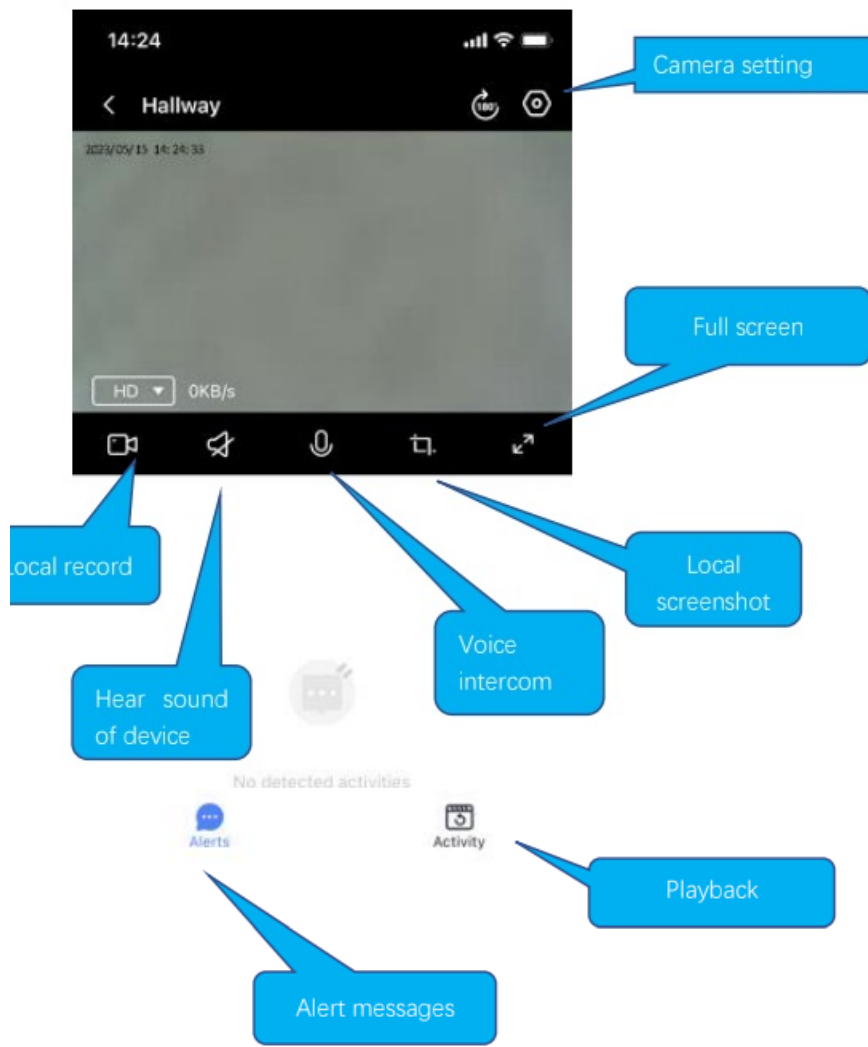 14:24
Camera setting
Hallway
180°
2023/05/15 14:24:33
Full screen
HD
0KB/s
Local record
Local
screenshot
Voice
intercom
Hear sound
of device
No detected activities
Alerts
Activity
Playback
Alert messages